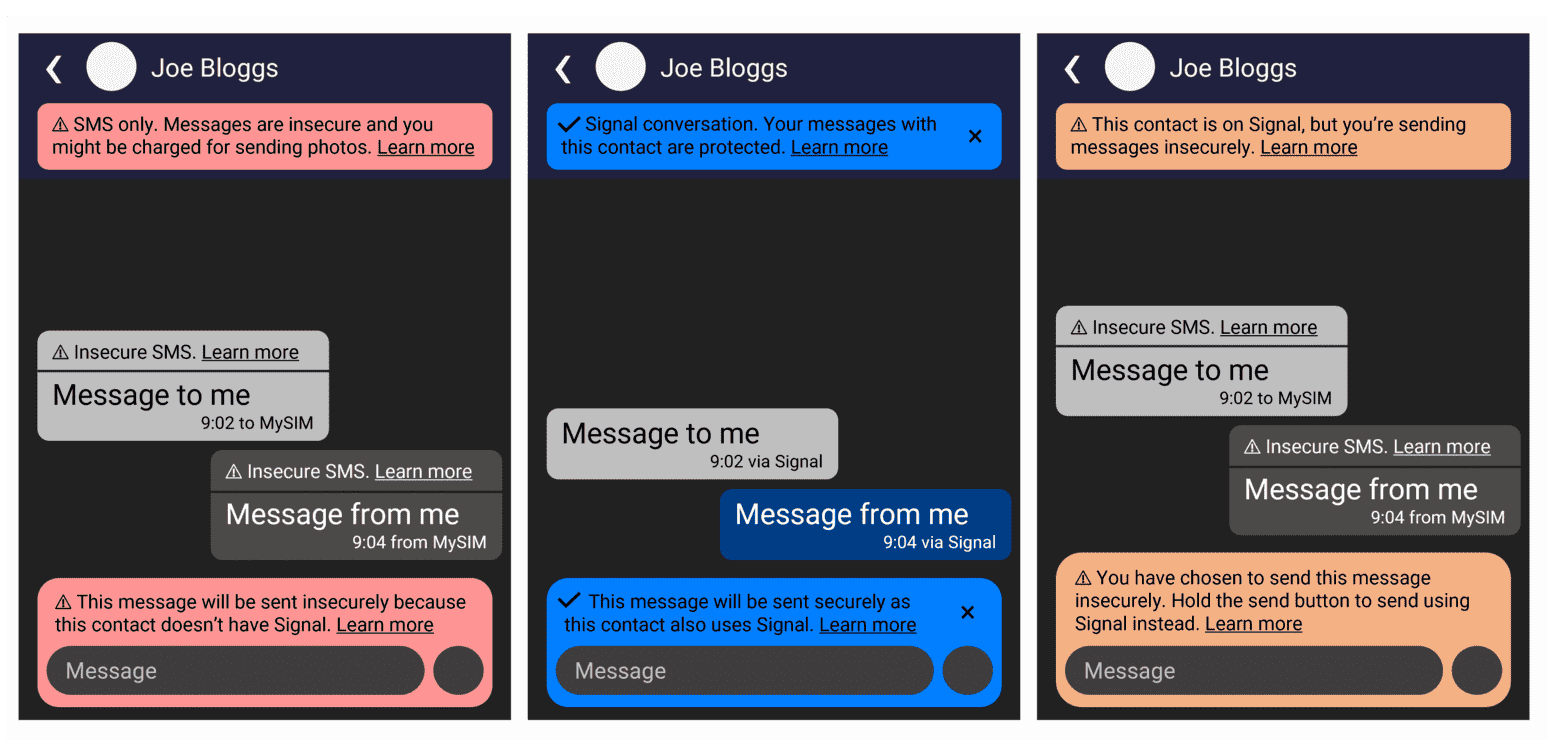 Joe Bloggs
⚠ SMS only. Messages are insecure and you
might be charged for sending photos. Learn more
⚠ Insecure SMS. Learn more
Message to me
9:02 to MySIM
⚠ Insecure SMS. Learn more
Message from me
9:04 from MySIM
⚠ This message will be sent insecurely because
this contact doesn't have Signal. Learn more
Message
Joe Bloggs
✓ Signal conversation. Your messages with
this contact are protected. Learn more
Message to me
9:02 via Signal
Message from me
9:04 via Signal
✓ This message will be sent securely as
this contact also uses Signal. Learn more
Message
Joe Bloggs
⚠ This contact is on Signal, but you're sending
messages insecurely. Learn more
⚠ Insecure SMS. Learn more
Message to me
9:02 to MySIM
⚠ Insecure SMS. Learn more
Message from me
9:04 from MySIM
⚠ You have chosen to send this message
insecurely. Hold the send button to send using
Signal instead. Learn more
Message